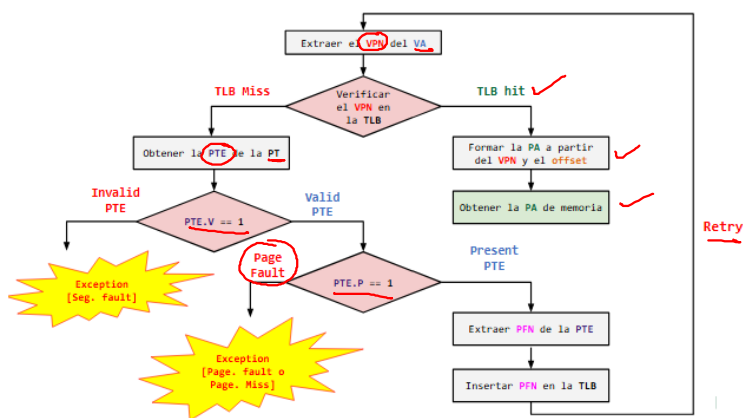 Extraer el VPN del VA
TLB Miss
Verificar
el VPN en
la TLB
TLB hit
Obtener la PTE de la PT
Formar la PA a partir
del VPN y el offset
Invalid
PTE
Valid
PTE
Obtener la PA de memoria
PTE.V == 1
Retry
Page
Fault
Present
PTE
Exception
[Seg. fault]
PTE.P == 1
Extraer PFN de la PTE
Exception
[Page. fault o
Page. Miss]
Insertar PFN en la TLB